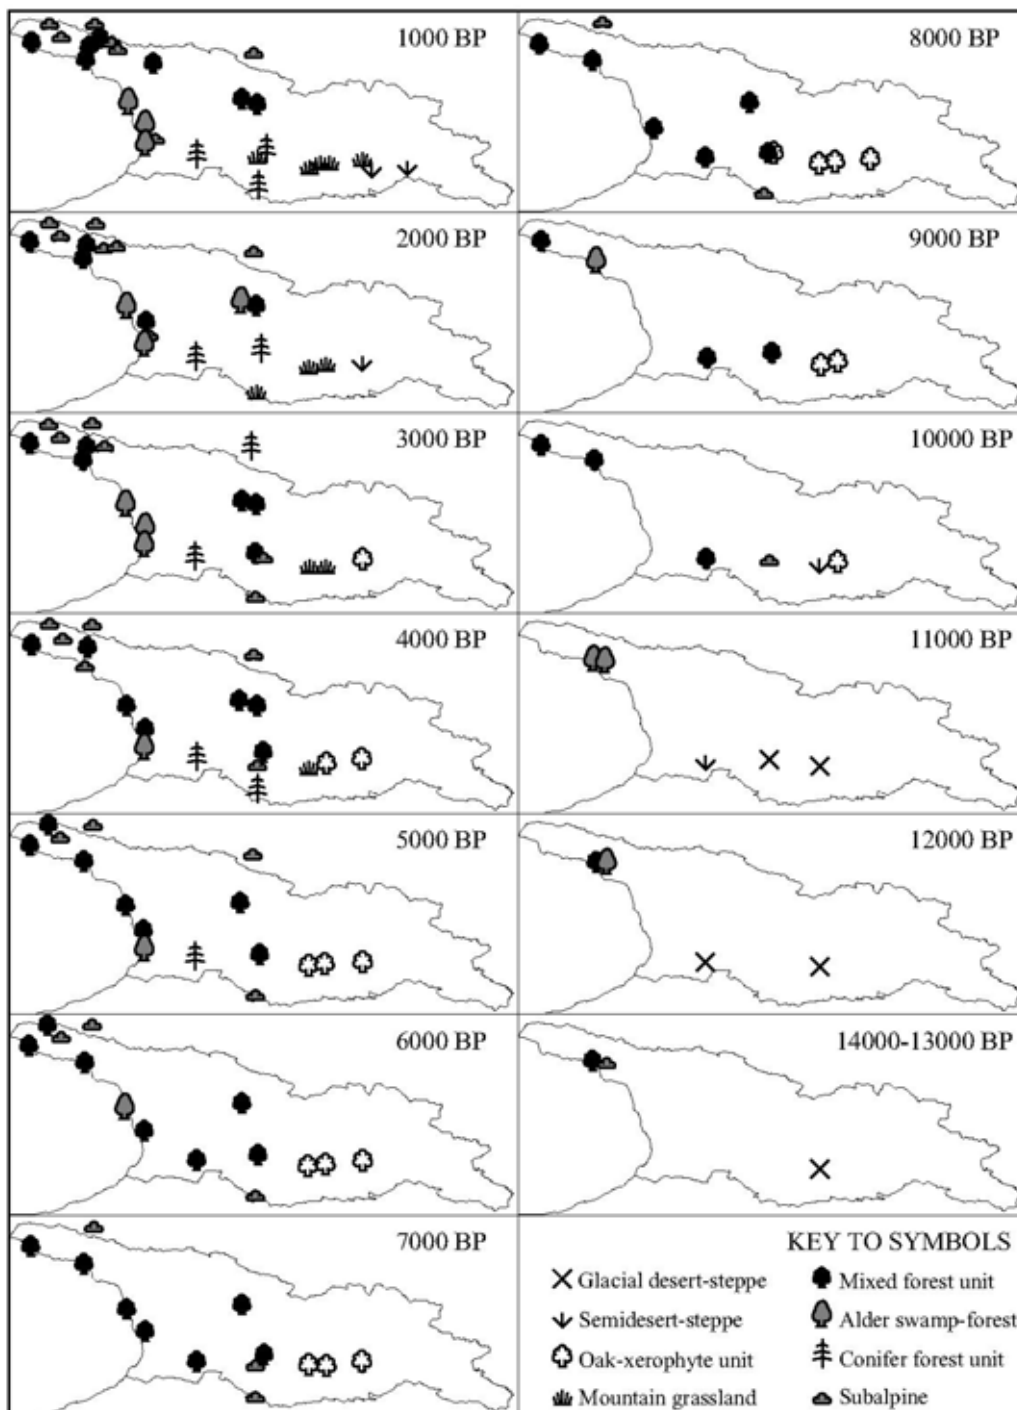 1000 BP
8000 BP
2000 BP
9000 BP
3000 BP
10000 BP
4000 BP
11000 BP
5000 BP
12000 BP
6000 BP
14000-13000 BP
7000 BP
KEY TO SYMBOLS
Glacial desert-steppe
Mixed forest unit
Semidesert-steppe
Alder swamp-forest
Oak-xerophyte unit
Conifer forest unit
Mountain grassland
Subalpine